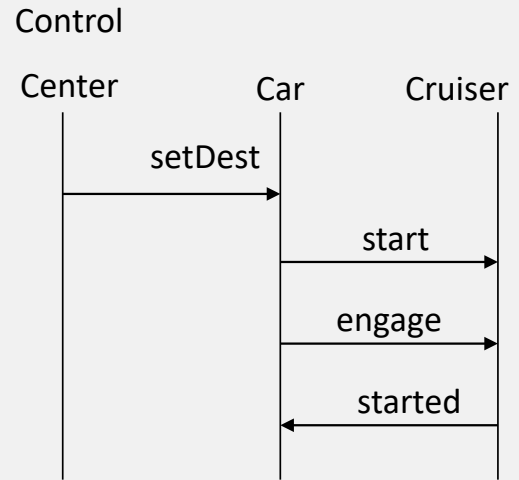 Control
Center Car Cruiser
setDest
start
engage
started